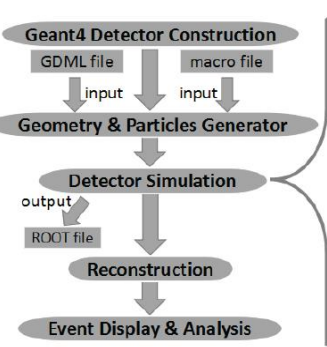 Geant4 Detector Construction
GDML file
macro file
input
input
Geometry & Particles Generator
Detector Simulation
output
ROOT file
Reconstruction
Event Display & Analysis